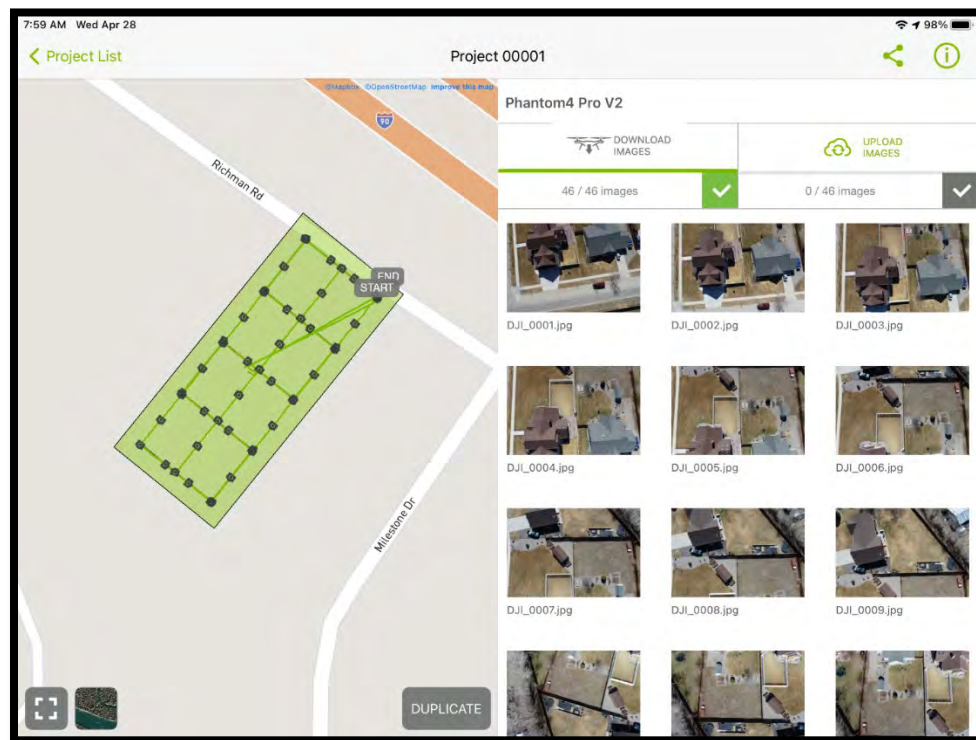 7:59 AM Wed Apr 28
98%
Project List
Project 00001
©Mapbox ©OpenStreetMap Improve this map
90
Richman Rd
END
START
Milestone Dr
DUPLICATE
Phantom4 Pro V2
DOWNLOAD
IMAGES
UPLOAD
IMAGES
46 / 46 images
0 / 46 images
DJI_0001.jpg
DJI_0002.jpg
DJI_0003.jpg
DJI_0004.jpg
DJI_0005.jpg
DJI_0006.jpg
DJI_0007.jpg
DJI_0008.jpg
DJI_0009.jpg